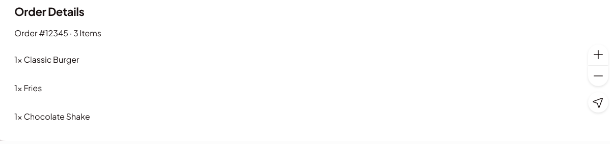 Order Details
Order #12345 · 3 Items
1x Classic Burger
1x Fries
1x Chocolate Shake